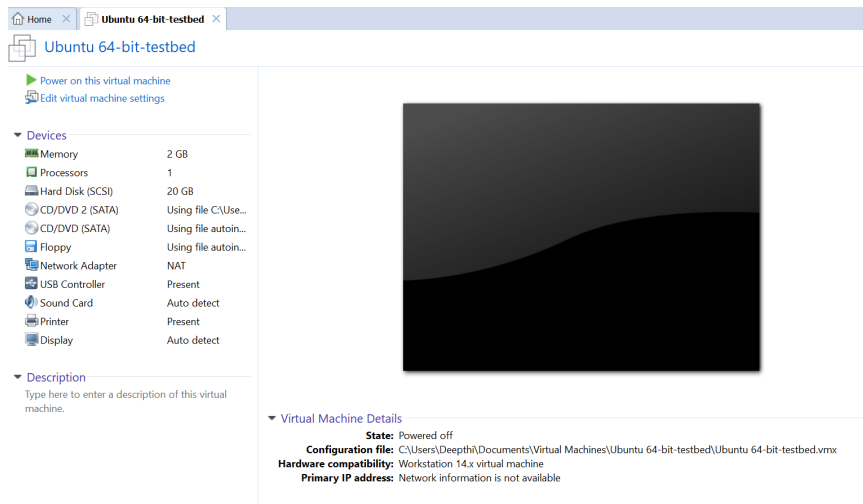 Home
Ubuntu 64-bit-testbed
Ubuntu 64-bit-testbed
Power on this virtual machine
Edit virtual machine settings
Devices
Memory 2 GB
Processors 1
Hard Disk (SCSI) 20 GB
CD/DVD 2 (SATA) Using file C:\Use...
CD/DVD (SATA) Using file autoin...
Floppy Using file autoin...
Network Adapter NAT
USB Controller Present
Sound Card Auto detect
Printer Present
Display Auto detect
Description
Type here to enter a description of this virtual
machine.
Virtual Machine Details
State: Powered off
Configuration file: C:\Users\Deepthi\Documents\Virtual Machines\Ubuntu 64-bit-testbed\Ubuntu 64-bit-testbed.vmx
Hardware compatibility: Workstation 14.x virtual machine
Primary IP address: Network information is not available